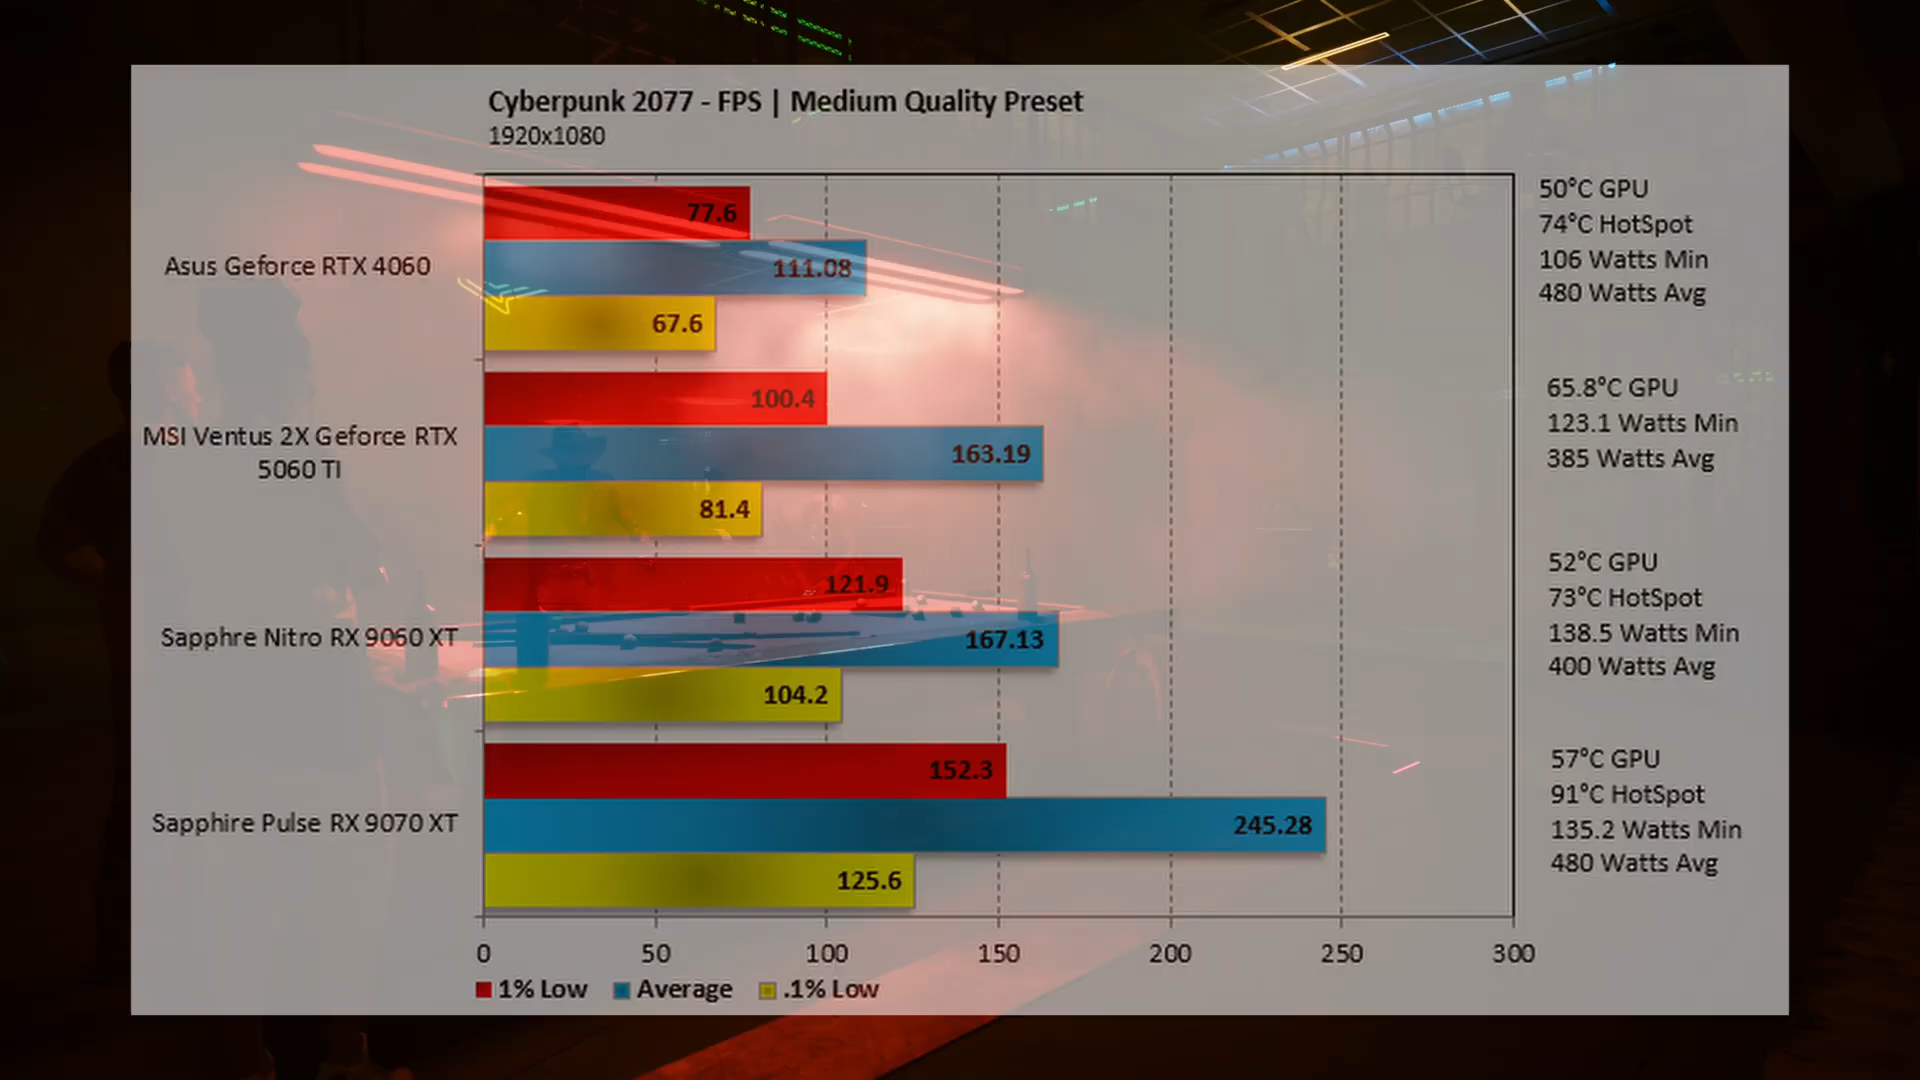 Cyberpunk 2077 - FPS | Medium Quality Preset
1920x1080
Asus Geforce RTX 4060
77.6
111.08
67.6
50°C GPU
74°C HotSpot
106 Watts Min
480 Watts Avg
MSI Ventus 2X Geforce RTX
5060 TI
100.4
163.19
81.4
65.8°C GPU
123.1 Watts Min
385 Watts Avg
Sapphre Nitro RX 9060 XT
121.9
167.13
104.2
52°C GPU
73°C HotSpot
138.5 Watts Min
400 Watts Avg
Sapphire Pulse RX 9070 XT
152.3
245.28
125.6
57°C GPU
91°C HotSpot
135.2 Watts Min
480 Watts Avg
0 50 100 150 200 250 300
1% Low Average .1% Low